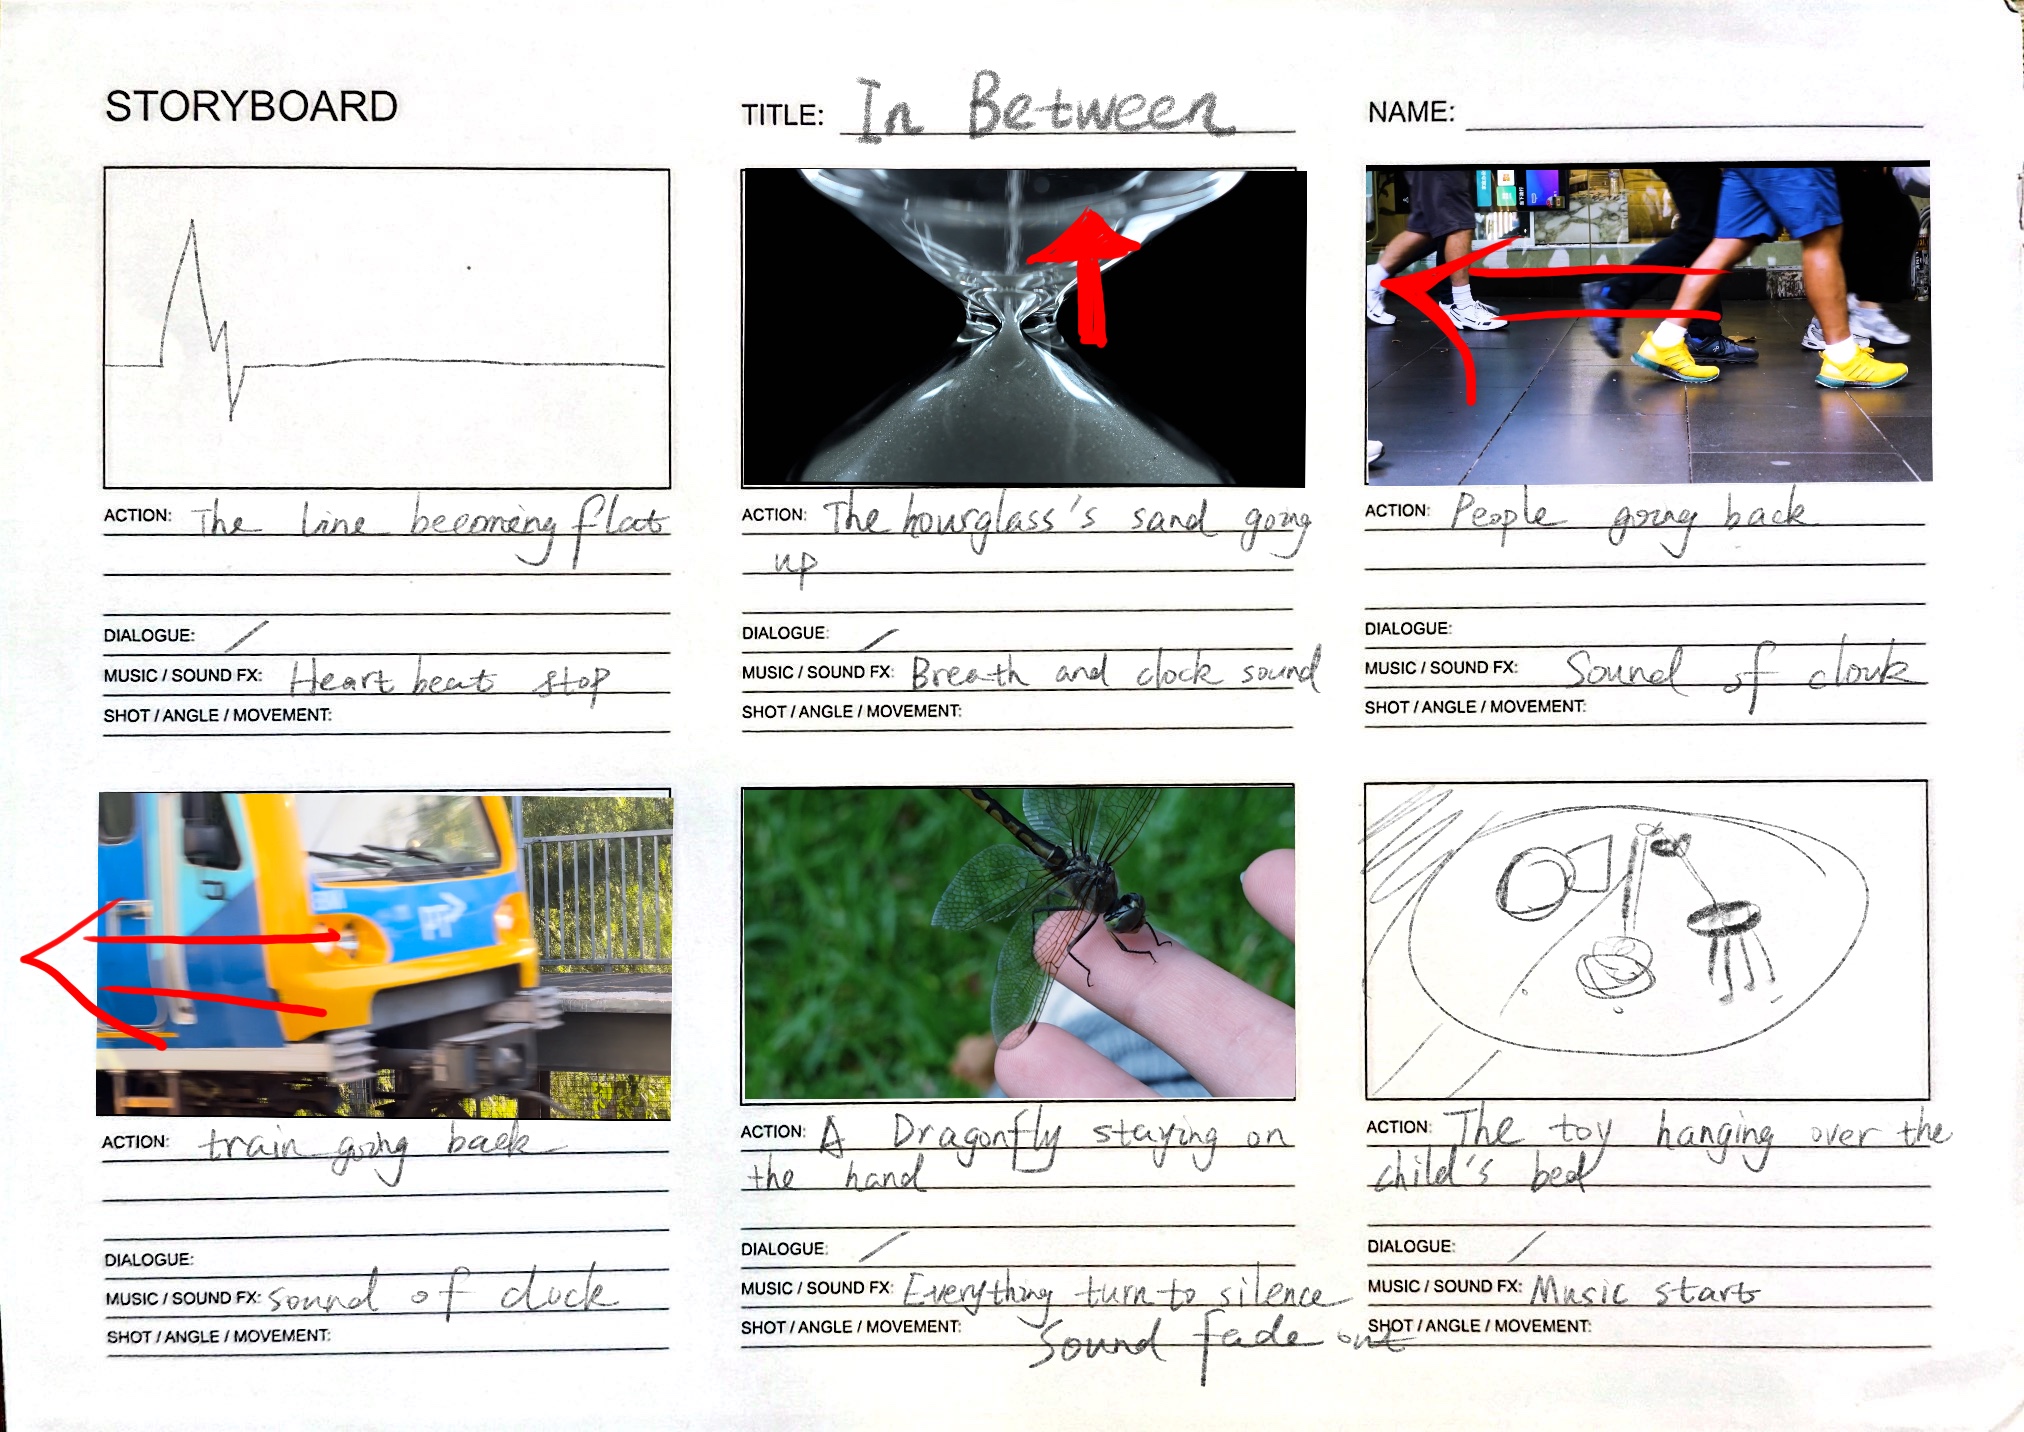 STORYBOARD
TITLE: In Between
NAME:
ACTION: The line becoming flat
DIALOGUE: /
MUSIC / SOUND FX: Heart beat stop
SHOT / ANGLE / MOVEMENT:
ACTION: The hourglass's sand going
up
DIALOGUE: /
MUSIC / SOUND FX: Breath and clock sound
SHOT / ANGLE / MOVEMENT:
ACTION: People going back
DIALOGUE:
MUSIC / SOUND FX: Sound of clouk
SHOT / ANGLE / MOVEMENT:
ACTION: train going back
DIALOGUE:
MUSIC / SOUND FX: sound of clock
SHOT / ANGLE / MOVEMENT:
ACTION: A Dragonfly staying on
the hand
DIALOGUE: /
MUSIC / SOUND FX: Everything turn to silence
SHOT / ANGLE / MOVEMENT: Sound fade out
ACTION: The toy hanging over the
child's bed
DIALOGUE: /
MUSIC / SOUND FX: Music start
SHOT / ANGLE / MOVEMENT: